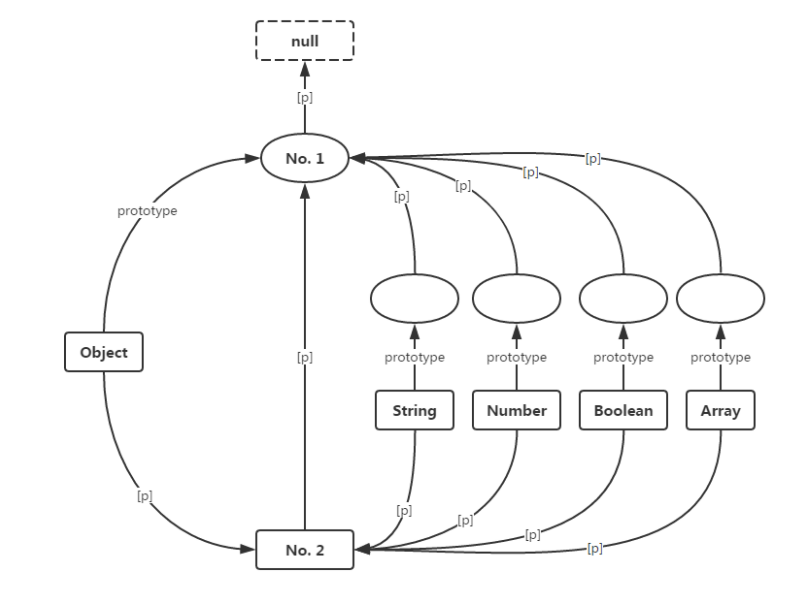 null
[p]
No. 1
[p]
[p]
[p]
[p]
prototype
Object
[p]
prototype
prototype
prototype
prototype
String
Number
Boolean
Array
[p]
[p]
[p]
[p]
[p]
No. 2